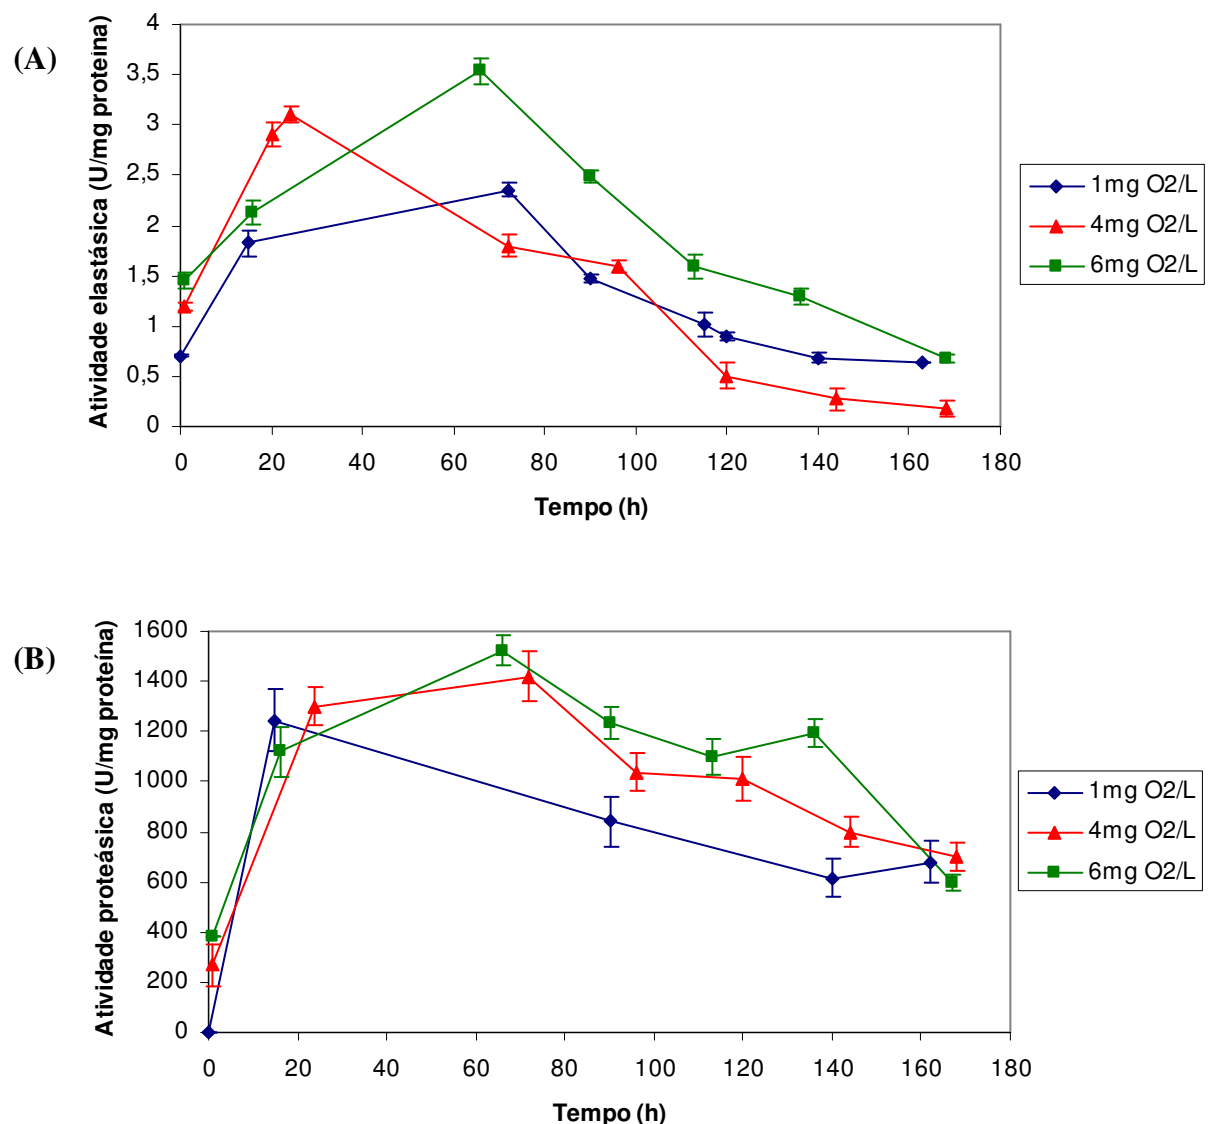 (A)
Atividade elastásica (U/mg proteína)
4
3,5
3
2,5
2
1,5
1
0,5
0
0 20 40 60 80 100 120 140 160 180
Tempo (h)
1mg O2/L
4mg O2/L
6mg O2/L
(B)
Atividade proteásica (U/mg proteína)
1600
1400
1200
1000
800
600
400
200
0
0 20 40 60 80 100 120 140 160 180
Tempo (h)
1mg O2/L
4mg O2/L
6mg O2/L